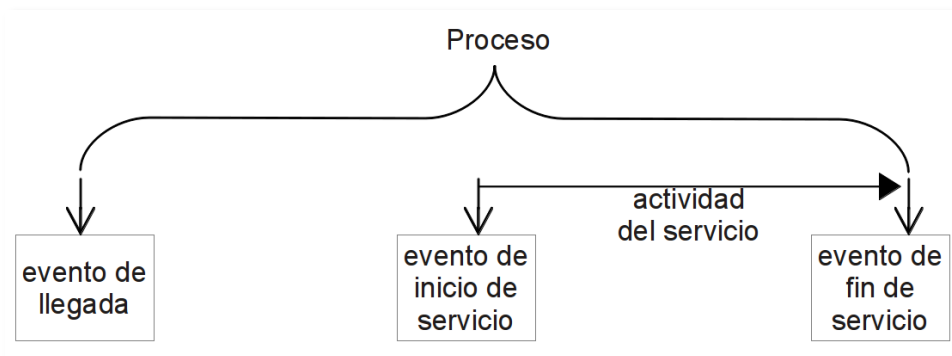 Proceso
actividad
del servicio
evento de
llegada
evento de
inicio de
servicio
evento de
fin de
servicio